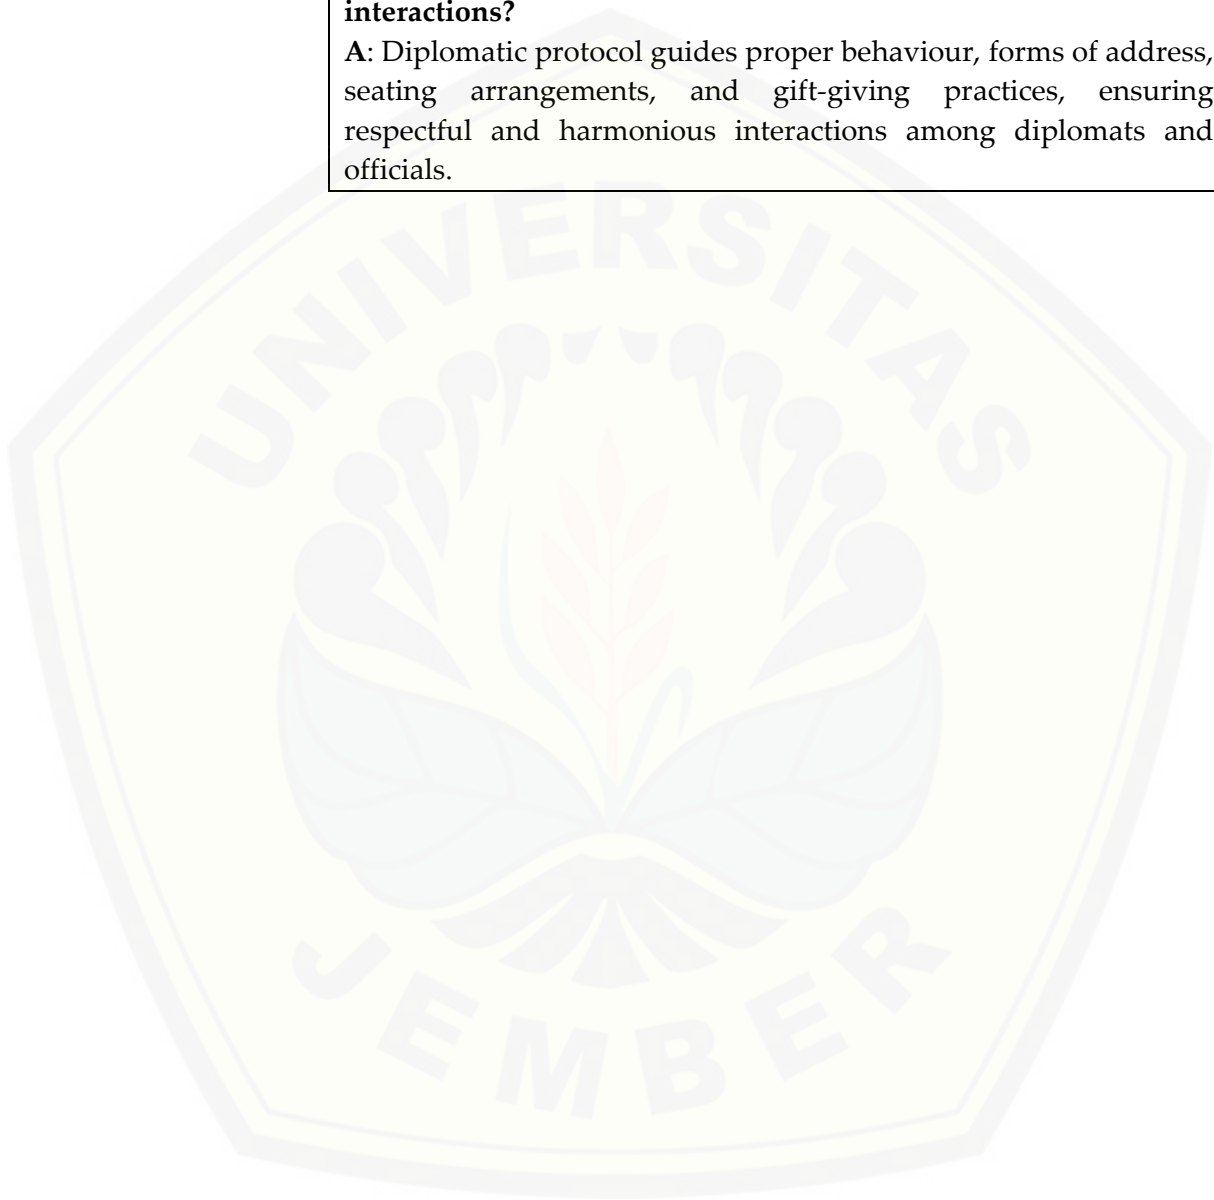 interactions?
A: Diplomatic protocol guides proper behaviour, forms of address,
seating arrangements, and gift-giving practices, ensuring
respectful and harmonious interactions among diplomats and
officials.
UNIVERSITAS
JEMBER